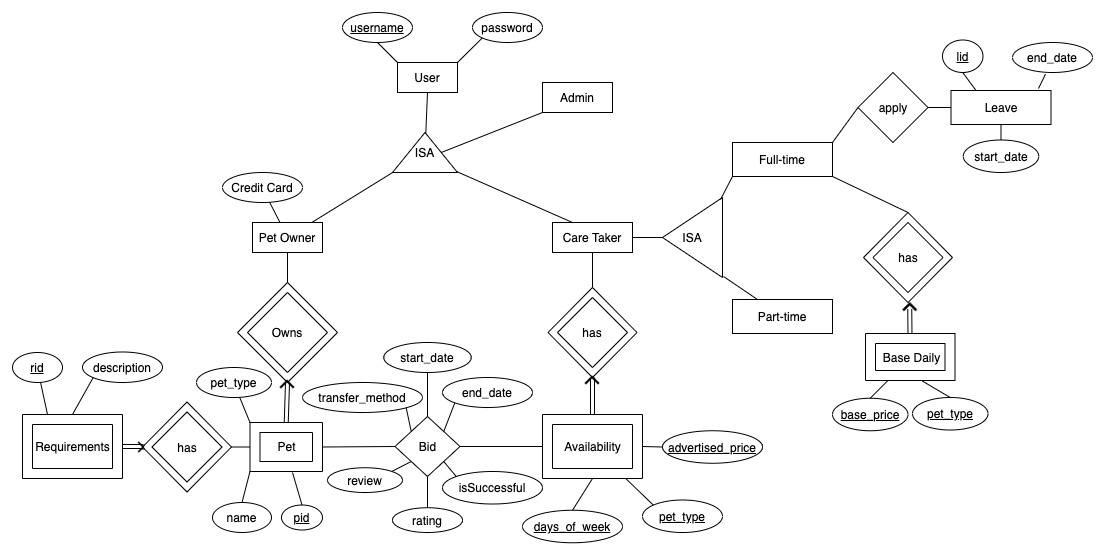 username
password
User
Admin
ISA
lid
end_date
apply
Leave
start_date
Full-time
Credit Card
Pet Owner
Care Taker
ISA
has
Part-time
Owns
has
Base Daily
base_price
pet_type
rid
description
pet_type
transfer_method
start_date
end_date
Requirements
has
Pet
Bid
Availability
advertised_price
review
isSuccessful
name
pid
rating
days_of_week
pet_type